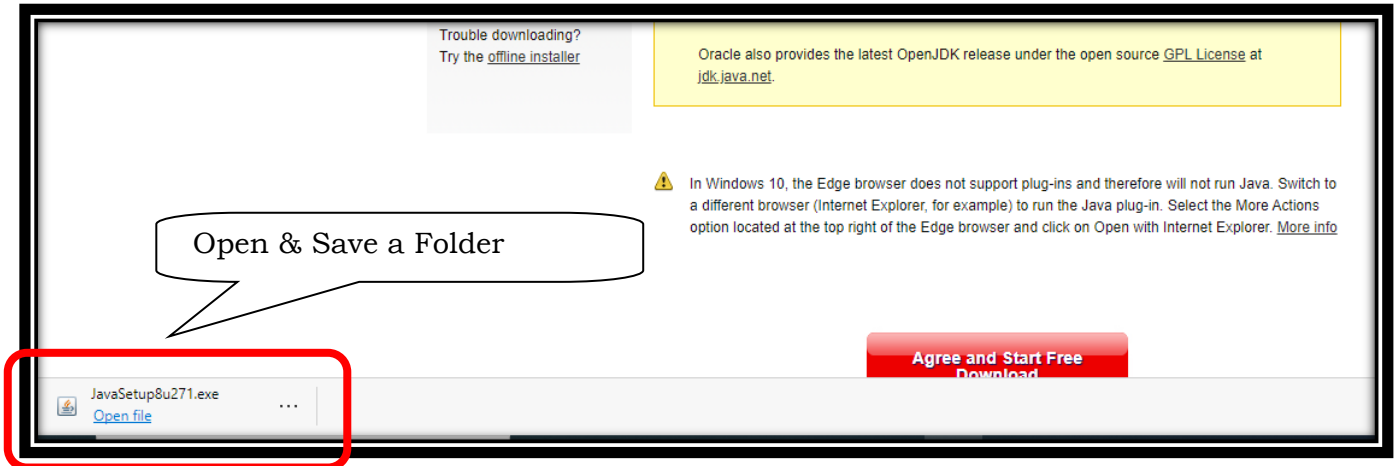 Trouble downloading?
Try the offline installer
Oracle also provides the latest OpenJDK release under the open source GPL License at
jdk.java.net.
In Windows 10, the Edge browser does not support plug-ins and therefore will not run Java. Switch to
a different browser (Internet Explorer, for example) to run the Java plug-in. Select the More Actions
option located at the top right of the Edge browser and click on Open with Internet Explorer. More info
Open & Save a Folder
Agree and Start Free
Download
JavaSetup8u271.exe
Open file